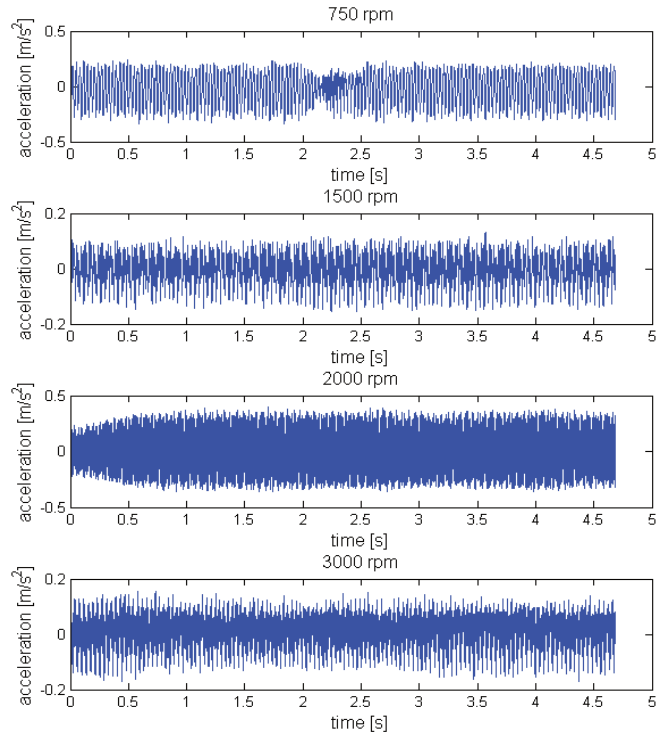 750 rpm
0.5
0
-0.5
acceleration [m/s²]
0 0.5 1 1.5 2 2.5 3 3.5 4 4.5 5
time [s]
1500 rpm
0.2
0
-0.2
acceleration [m/s²]
0 0.5 1 1.5 2 2.5 3 3.5 4 4.5 5
time [s]
2000 rpm
0.5
0
-0.5
acceleration [m/s²]
0 0.5 1 1.5 2 2.5 3 3.5 4 4.5 5
time [s]
3000 rpm
0.2
0
-0.2
acceleration [m/s²]
0 0.5 1 1.5 2 2.5 3 3.5 4 4.5 5
time [s]